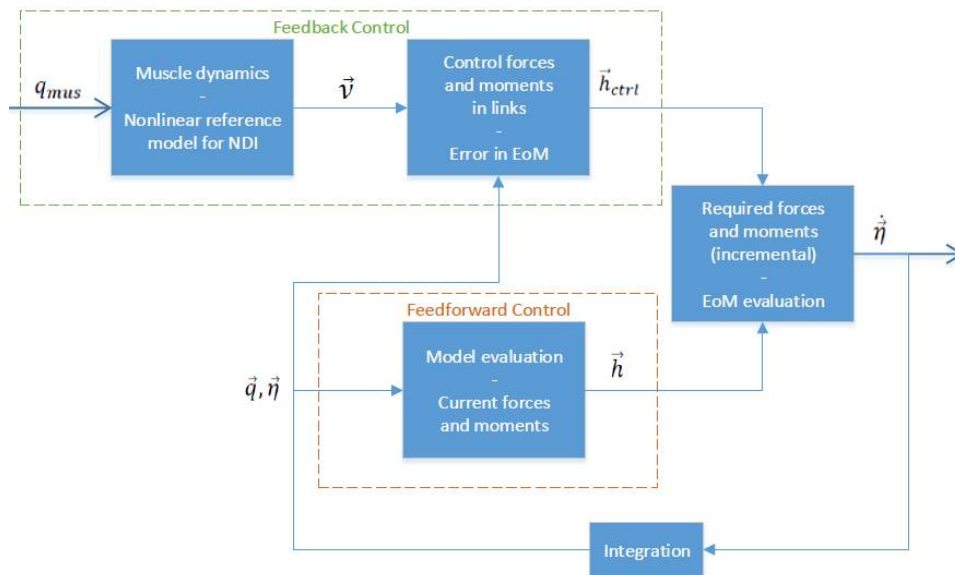 Feedback Control
q_mus
Muscle dynamics
-
Nonlinear reference
model for NDI
v⃗
Control forces
and moments
in links
-
Error in EoM
h⃗_ctrl
Required forces
and moments
(incremental)
-
EoM evaluation
η⃗̇
Feedforward Control
q⃗, η⃗
Model evaluation
-
Current forces
and moments
h⃗
Integration